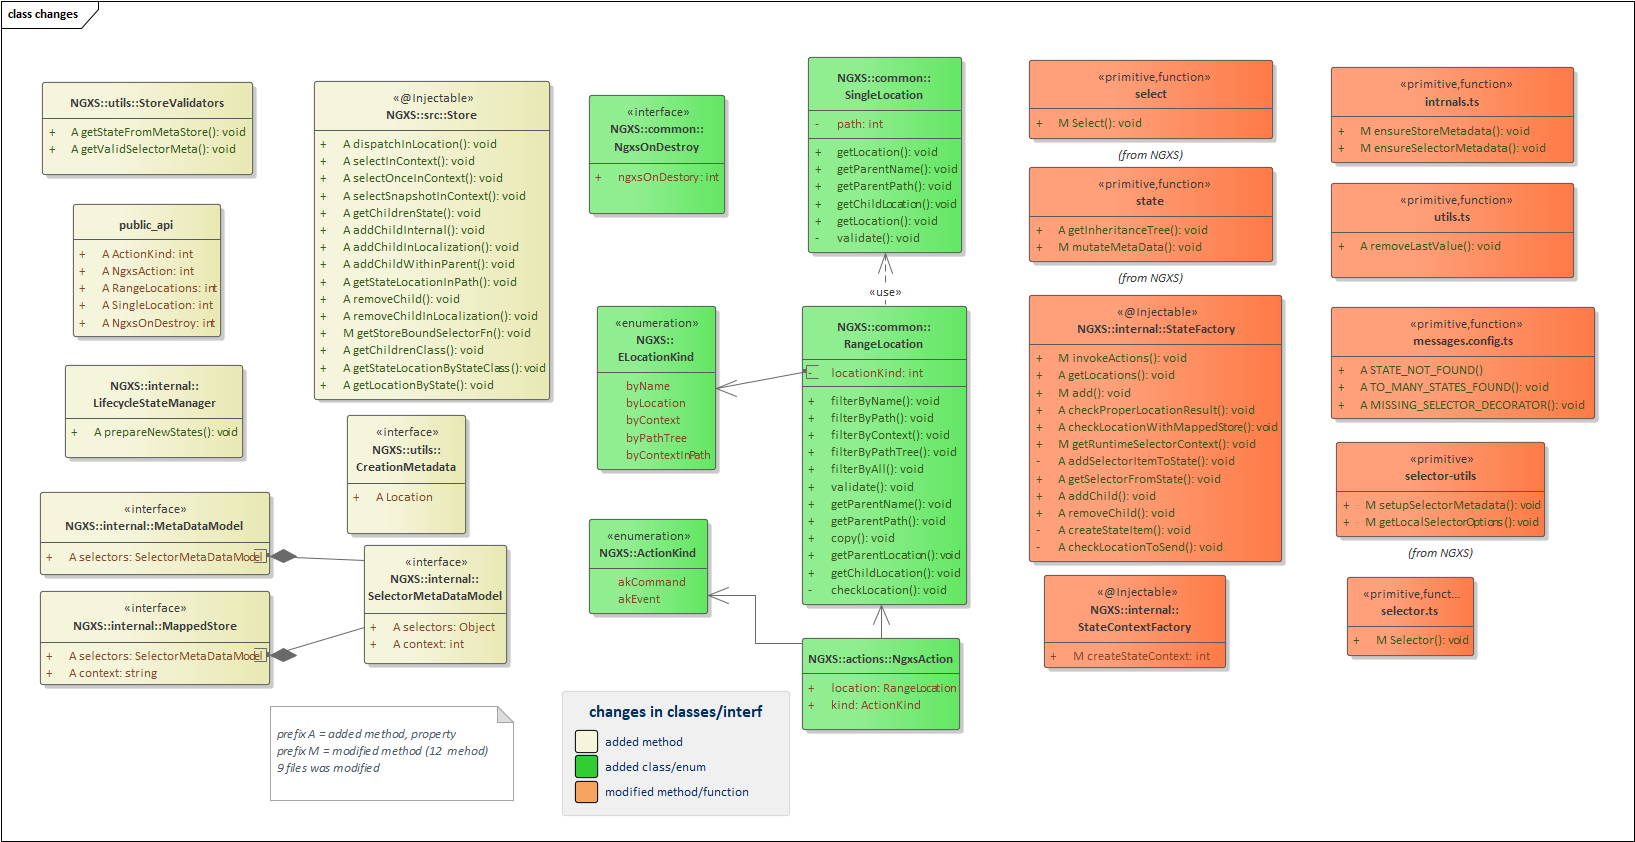 class changes
NGXS::utils::StoreValidators
+ A getStateFromMetaStore(): void
+ A getValidSelectorMeta(): void
public_api
+ A ActionKind: int
+ A NgxsAction: int
+ A RangeLocations: int
+ A SingleLocation: int
+ A NgxsOnDestroy: int
NGXS::internal::
LifecycleStateManager
+ A prepareNewStates(): void
«interface»
NGXS::internal::MetaDataModel
+ A selectors: SelectorMetaDataModel
«interface»
NGXS::internal::MappedStore
+ A selectors: SelectorMetaDataModel
+ A context: string
«@Injectable»
NGXS::src::Store
+ A dispatchInLocation(): void
+ A selectInContext(): void
+ A selectOnceInContext(): void
+ A selectSnapshotInContext(): void
+ A getChildrenState(): void
+ A addChildInternal(): void
+ A addChildInLocalization(): void
+ A addChildWithinParent(): void
+ A getStateLocationInPath(): void
+ A removeChild(): void
+ A removeChildInLocalization(): void
+ M getStoreBoundSelectorFn(): void
+ A getChildrenClass(): void
+ A getStateLocationByStateClass(): void
+ A getLocationByState(): void
«interface»
NGXS::utils::
CreationMetadata
+ A Location
«interface»
NGXS::internal::
SelectorMetaDataModel
+ A selectors: Object
+ A context: int
prefix A = added method, property
prefix M = modified method (12 mehod)
9 files was modified
«interface»
NGXS::common::
NgxsOnDestroy
+ ngxsOnDestory: int
«enumeration»
NGXS::
ELocationKind
byName
byLocation
byContext
byPathTree
byContextInPath
«enumeration»
NGXS::ActionKind
akCommand
akEvent
changes in classes/interf
added method
added class/enum
modified method/function
NGXS::common::
SingleLocation
- path: int
+ getLocation(): void
+ getParentName(): void
+ getParentPath(): void
+ getChildLocation(): void
+ getLocation(): void
- validate(): void
«use»
NGXS::common::
RangeLocation
- locationKind: int
+ filterByName(): void
+ filterByPath(): void
+ filterByContext(): void
+ filterByPathTree(): void
+ filterByAll(): void
+ validate(): void
+ getParentName(): void
+ getParentPath(): void
+ copy(): void
+ getParentLocation(): void
+ getChildLocation(): void
- checkLocation(): void
NGXS::actions::NgxsAction
+ location: RangeLocation
+ kind: ActionKind
«primitive,function»
select
+ M Select(): void
(from NGXS)
«primitive,function»
state
+ A getInheritanceTree(): void
+ M mutateMetaData(): void
(from NGXS)
«@Injectable»
NGXS::internal::StateFactory
+ M invokeActions(): void
+ A getLocations(): void
+ M add(): void
+ A checkProperLocationResult(): void
+ A checkLocationWithMappedStore(): void
+ M getRuntimeSelectorContext(): void
- A addSelectorItemToState(): void
+ A getSelectorFromState(): void
+ A addChild(): void
+ A removeChild(): void
- A createStateItem(): void
- A checkLocationToSend(): void
«@Injectable»
NGXS::internal::
StateContextFactory
+ M createStateContext: int
«primitive,function»
intrnals.ts
+ M ensureStoreMetadata(): void
+ M ensureSelectorMetadata(): void
«primitive,function»
utils.ts
+ A removeLastValue(): void
«primitive,function»
messages.config.ts
+ A STATE_NOT_FOUND()
+ A TO_MANY_STATES_FOUND(): void
+ A MISSING_SELECTOR_DECORATOR(): void
«primitive»
selector-utils
+ M setupSelectorMetadata(): void
+ M getLocalSelectorOptions(): void
(from NGXS)
«primitive,funct...
selector.ts
+ M Selector(): void